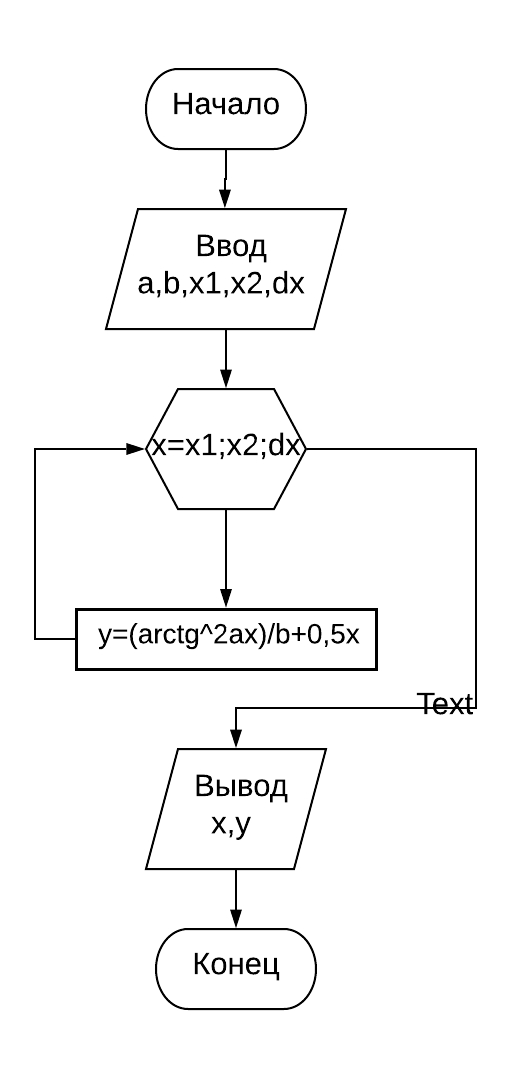 Начало
Ввод
a,b,x1,x2,dx
x=x1;x2;dx
y=(arctg^2ax)/b+0,5x
Text
Вывод
x,y
Конец